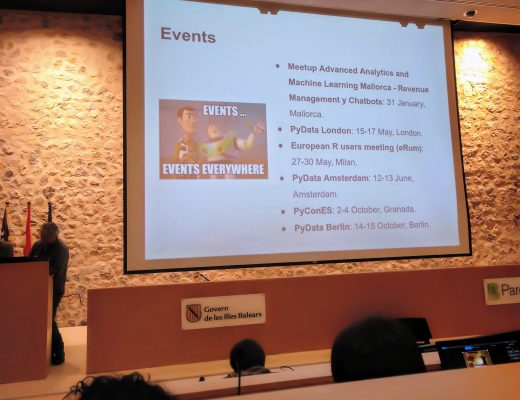 Events
EVENTS ...
EVENTS EVERYWHERE
● Meetup Advanced Analytics and
Machine Learning Mallorca - Revenue
Management y Chatbots: 31 January,
Mallorca.
● PyData London: 15-17 May, London.
● European R users meeting (eRum):
27-30 May, Milan.
● PyData Amsterdam: 12-13 June,
Amsterdam.
● PyConES: 2-4 October, Granada.
● PyData Berlin: 14-15 October, Berlin.
Govern
de les Illes Balears